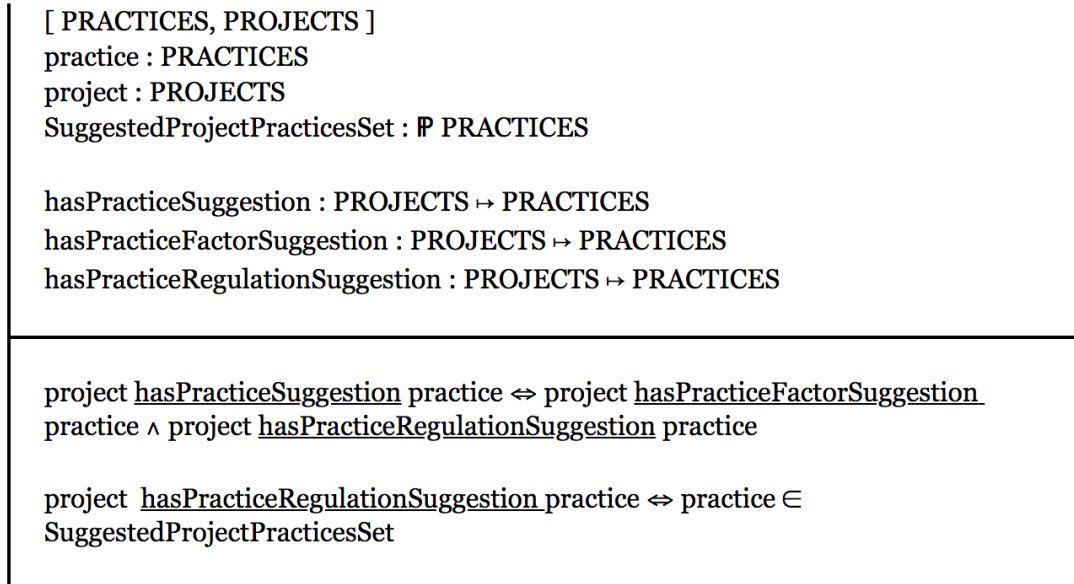 [ PRACTICES, PROJECTS ]
practice : PRACTICES
project : PROJECTS
SuggestedProjectPracticesSet : ℙ PRACTICES
hasPracticeSuggestion : PROJECTS ↦ PRACTICES
hasPracticeFactorSuggestion : PROJECTS ↦ PRACTICES
hasPracticeRegulationSuggestion : PROJECTS ↦ PRACTICES
project hasPracticeSuggestion practice ⇔ project hasPracticeFactorSuggestion
practice ∧ project hasPracticeRegulationSuggestion practice
project hasPracticeRegulationSuggestion practice ⇔ practice ∈
SuggestedProjectPracticesSet